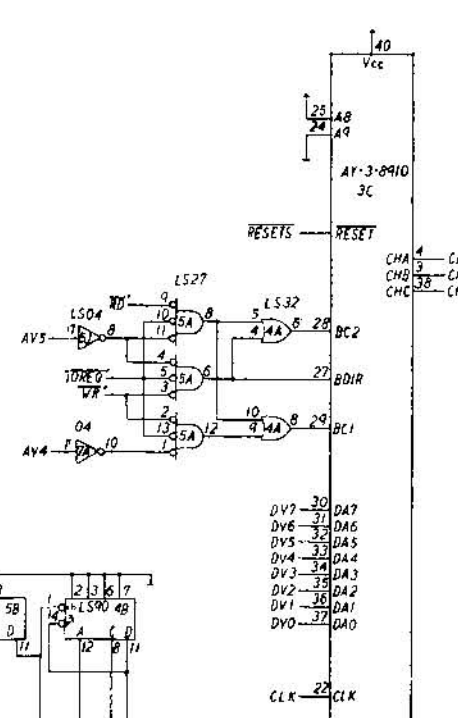 40
Vcc
25 A8
24 A9
AY-3-8910
3C
RESETS RESET
CHA 4
CHB 3
CHC 38
LS27
RD 9
10 5A 8
11
LS04
AV5 8
LS32
5 4A 6 28 BC2
4
4
IOREQ 5 5A 6 27 BDIR
WR 3
2
13 5A 12
1
10 4A 8 29 BC1
9
04
AV4 11 7A 10
DV7 30 DA7
DV6 31 DA6
DV5 32 DA5
DV4 33 DA4
DV3 34 DA3
DV2 35 DA2
DV1 36 DA1
DV0 37 DA0
2 3 6 7
5B
1
14
LS90 4B
D A C D
11 12 8 11
CLK 22 CLK